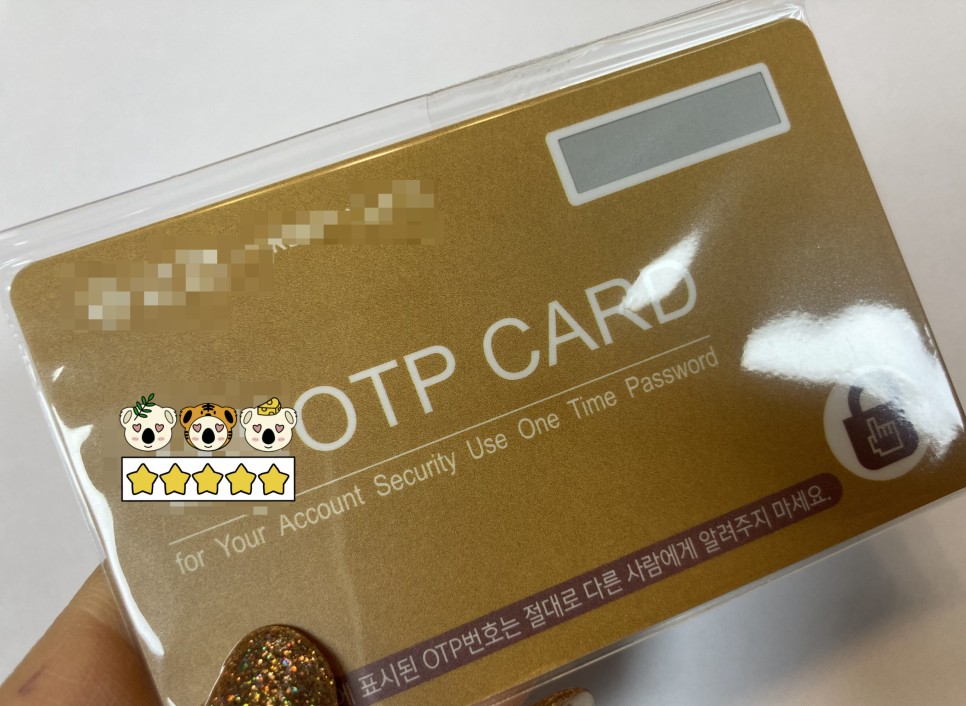 OTP CARD
for Your Account Security Use One Time Password
표시된 OTP번호는 절대로 다른 사람에게 알려주지 마세요.